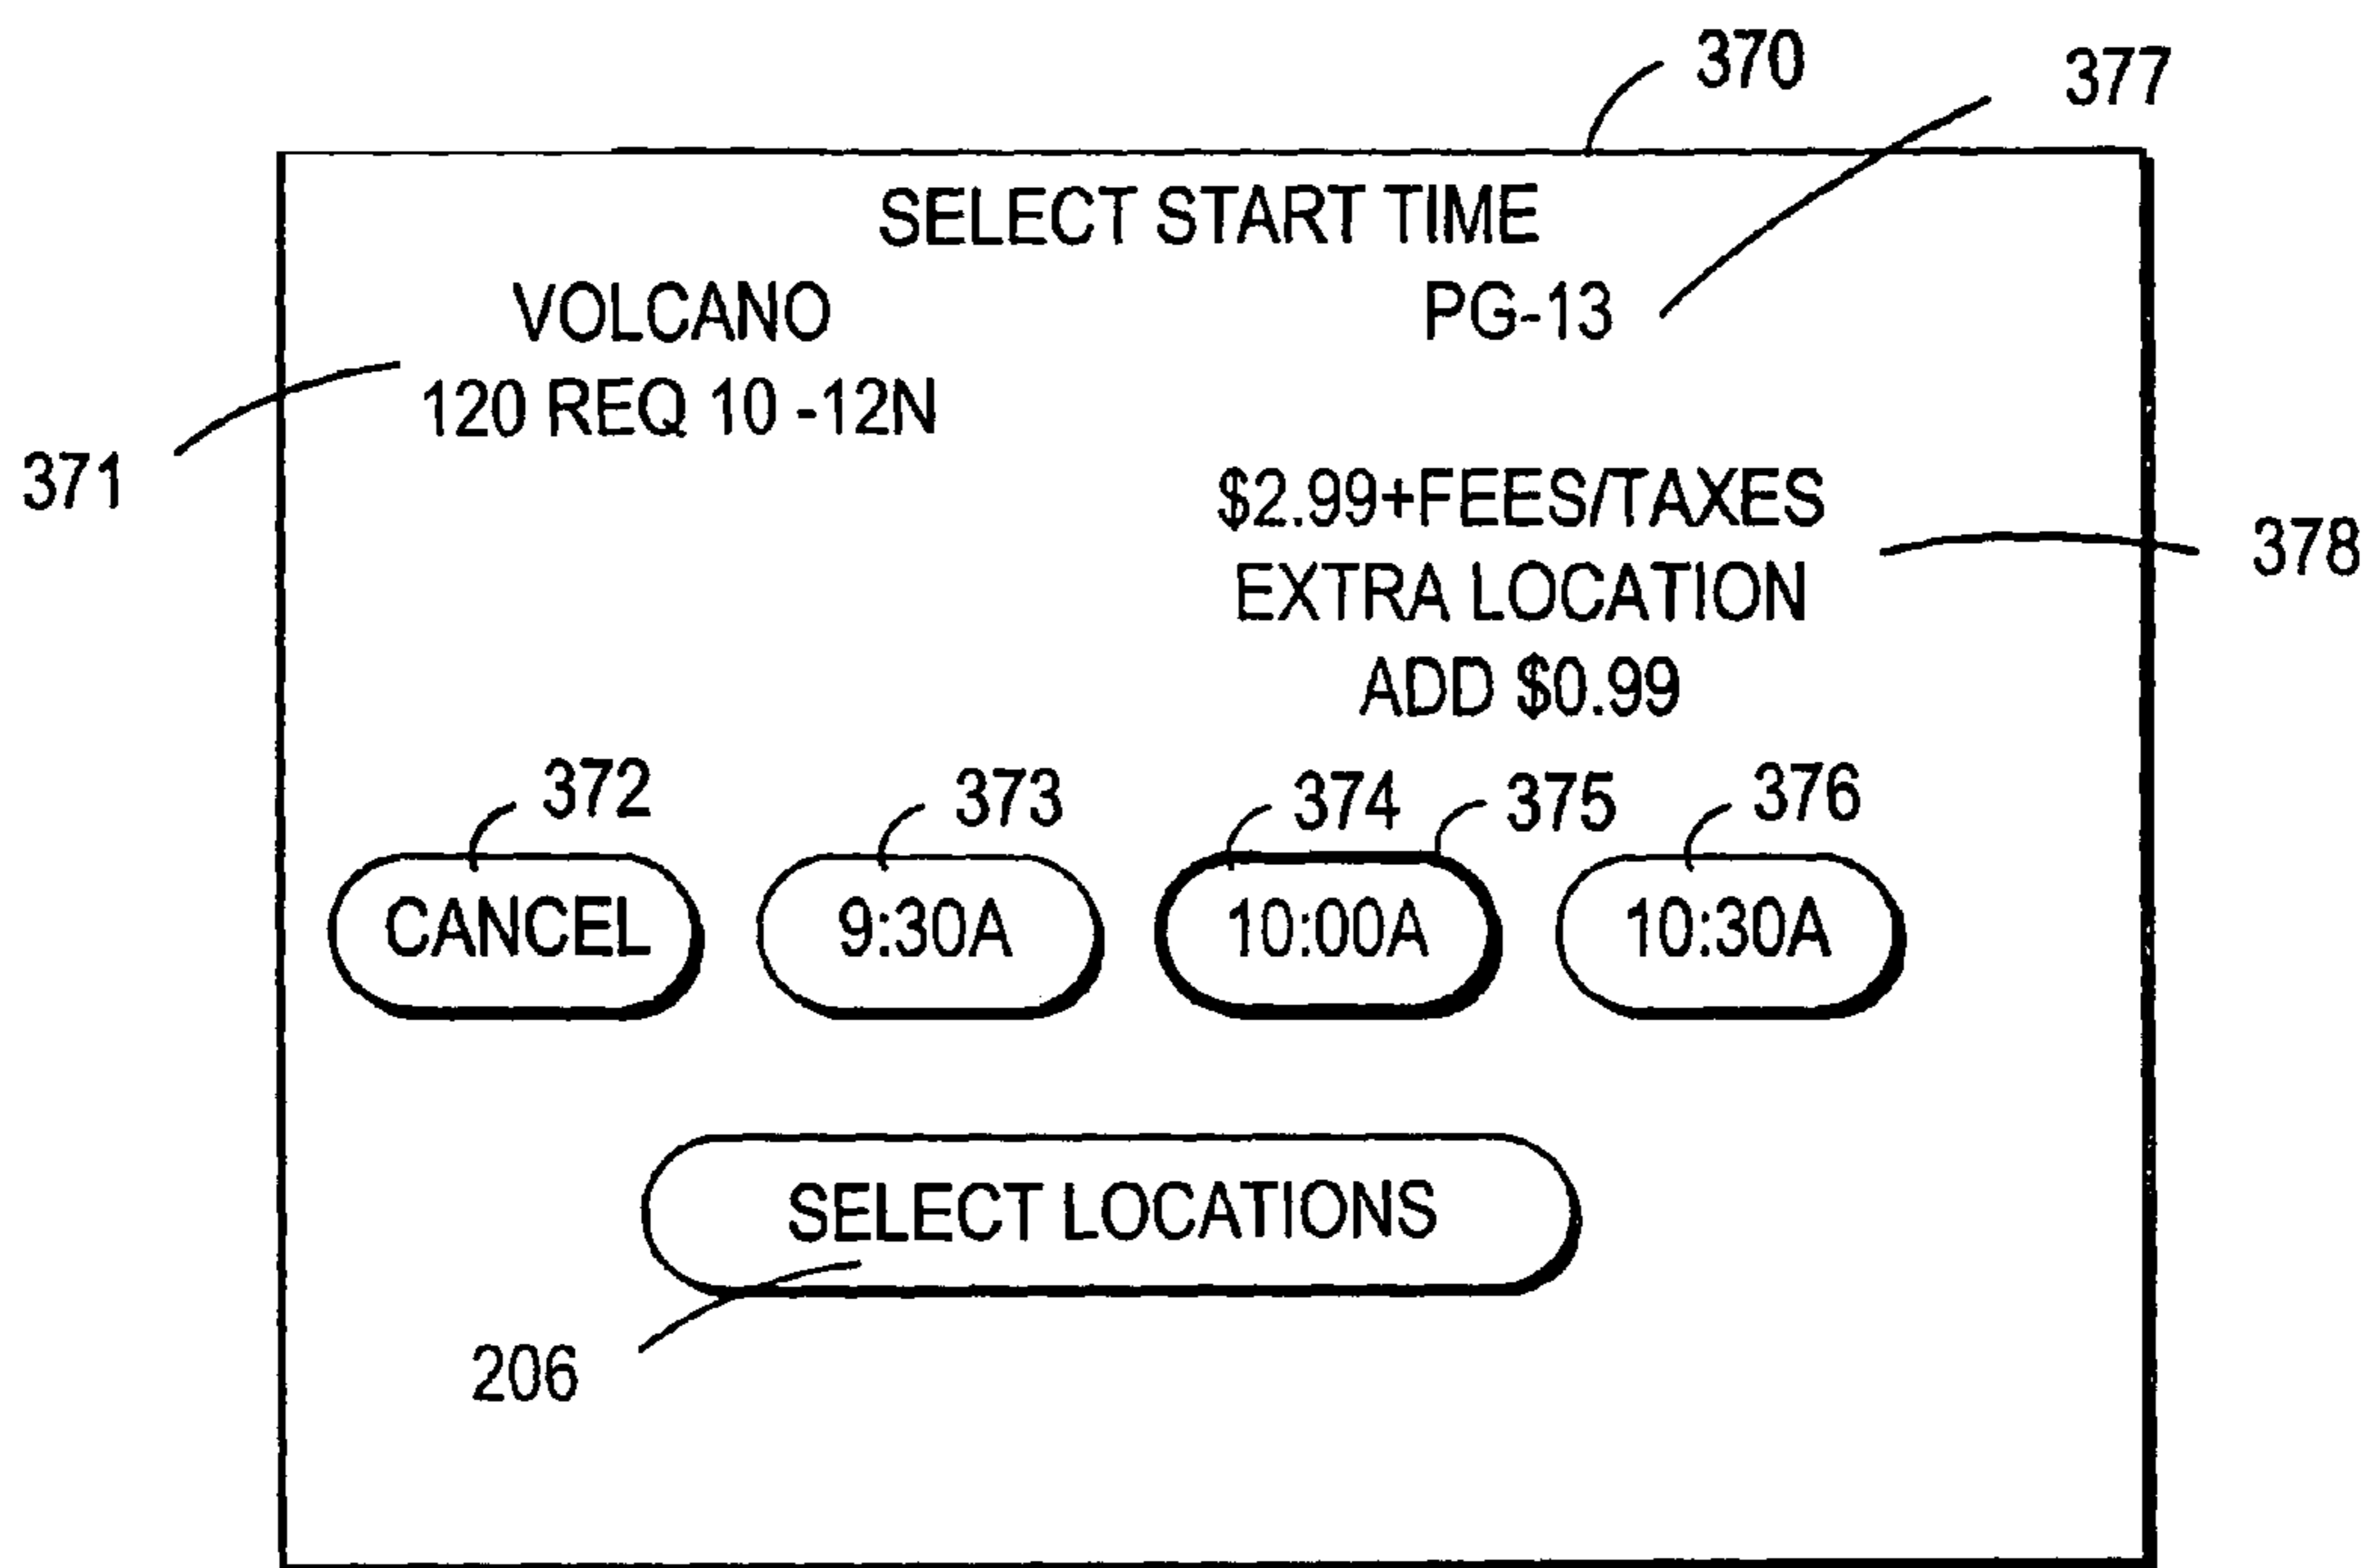 370
377
SELECT START TIME
VOLCANO PG-13
120 REQ 10 -12N
371
$2.99+FEES/TAXES
378
EXTRA LOCATION
ADD $0.99
372 373 374 375 376
CANCEL 9:30A 10:00A 10:30A
SELECT LOCATIONS
206